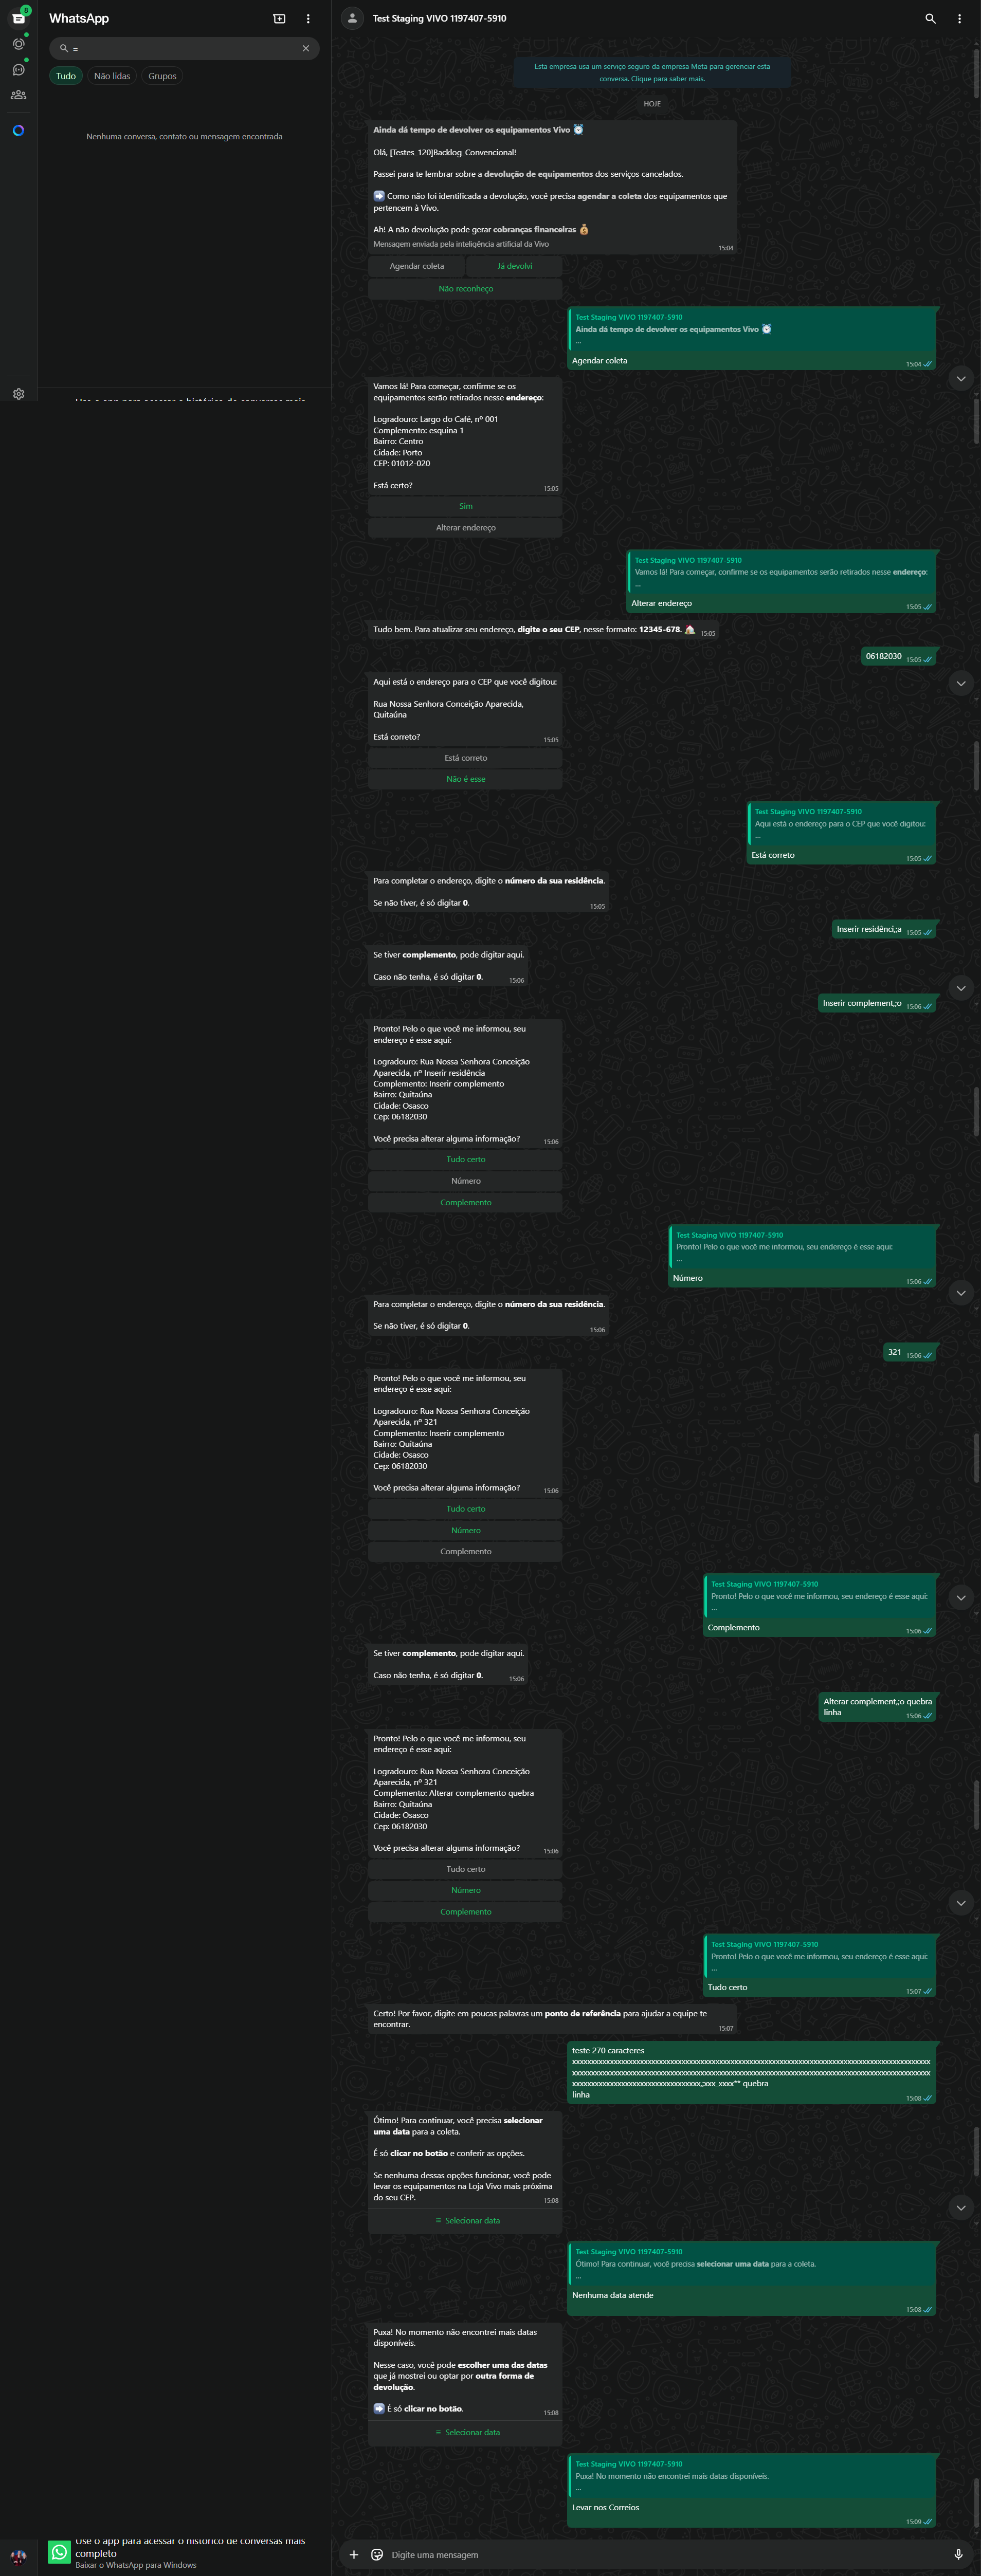 8
WhatsApp
=
Tudo
Não lidas
Grupos
Nenhuma conversa, contato ou mensagem encontrada
Use o app para acessar o histórico de conversas mais
completo
Baixar o WhatsApp para Windows
Test Staging VIVO 1197407-5910
Esta empresa usa um serviço seguro da empresa Meta para gerenciar esta
conversa. Clique para saber mais.
HOJE
Ainda dá tempo de devolver os equipamentos Vivo ⏰
Olá, [Testes_120]Backlog_Convencional!
Passei para te lembrar sobre a devolução de equipamentos dos serviços cancelados.
➡️ Como não foi identificada a devolução, você precisa agendar a coleta dos equipamentos que
pertencem à Vivo.
Ah! A não devolução pode gerar cobranças financeiras 💰
Mensagem enviada pela inteligência artificial da Vivo
15:04
Agendar coleta
Já devolvi
Não reconheço
Test Staging VIVO 1197407-5910
Ainda dá tempo de devolver os equipamentos Vivo ⏰
...
Agendar coleta
15:04
Vamos lá! Para começar, confirme se os
equipamentos serão retirados nesse endereço:
Logradouro: Largo do Café, nº 001
Complemento: esquina 1
Bairro: Centro
Cidade: Porto
CEP: 01012-020
Está certo?
15:05
Sim
Alterar endereço
Test Staging VIVO 1197407-5910
Vamos lá! Para começar, confirme se os equipamentos serão retirados nesse endereço:
...
Alterar endereço
15:05
Tudo bem. Para atualizar seu endereço, digite o seu CEP, nesse formato: 12345-678. 🏠
15:05
06182030
15:05
Aqui está o endereço para o CEP que você digitou:
Rua Nossa Senhora Conceição Aparecida,
Quitaúna
Está correto?
15:05
Está correto
Não é esse
Test Staging VIVO 1197407-5910
Aqui está o endereço para o CEP que você digitou:
...
Está correto
15:05
Para completar o endereço, digite o número da sua residência.
Se não tiver, é só digitar 0.
15:05
Inserir residênci,;a
15:05
Se tiver complemento, pode digitar aqui.
Caso não tenha, é só digitar 0.
15:06
Inserir complement,;o
15:06
Pronto! Pelo o que você me informou, seu
endereço é esse aqui:
Logradouro: Rua Nossa Senhora Conceição
Aparecida, nº Inserir residência
Complemento: Inserir complemento
Bairro: Quitaúna
Cidade: Osasco
Cep: 06182030
Você precisa alterar alguma informação?
15:06
Tudo certo
Número
Complemento
Test Staging VIVO 1197407-5910
Pronto! Pelo o que você me informou, seu endereço é esse aqui:
...
Número
15:06
Para completar o endereço, digite o número da sua residência.
Se não tiver, é só digitar 0.
15:06
321
15:06
Pronto! Pelo o que você me informou, seu
endereço é esse aqui:
Logradouro: Rua Nossa Senhora Conceição
Aparecida, nº 321
Complemento: Inserir complemento
Bairro: Quitaúna
Cidade: Osasco
Cep: 06182030
Você precisa alterar alguma informação?
15:06
Tudo certo
Número
Complemento
Test Staging VIVO 1197407-5910
Pronto! Pelo o que você me informou, seu endereço é esse aqui:
...
Complemento
15:06
Se tiver complemento, pode digitar aqui.
Caso não tenha, é só digitar 0.
15:06
Alterar complement,;o quebra
linha
15:06
Pronto! Pelo o que você me informou, seu
endereço é esse aqui:
Logradouro: Rua Nossa Senhora Conceição
Aparecida, nº 321
Complemento: Alterar complemento quebra
Bairro: Quitaúna
Cidade: Osasco
Cep: 06182030
Você precisa alterar alguma informação?
15:06
Tudo certo
Número
Complemento
Test Staging VIVO 1197407-5910
Pronto! Pelo o que você me informou, seu endereço é esse aqui:
...
Tudo certo
15:07
Certo! Por favor, digite em poucas palavras um ponto de referência para ajudar a equipe te
encontrar.
15:07
teste 270 caracteres
quebra
linha
15:08
Ótimo! Para continuar, você precisa selecionar
uma data para a coleta.
É só clicar no botão e conferir as opções.
Se nenhuma dessas opções funcionar, você pode
levar os equipamentos na Loja Vivo mais próxima
do seu CEP.
15:08
Selecionar data
Test Staging VIVO 1197407-5910
Ótimo! Para continuar, você precisa selecionar uma data para a coleta.
...
Nenhuma data atende
15:08
Puxa! No momento não encontrei mais datas
disponíveis.
Nesse caso, você pode escolher uma das datas
que já mostrei ou optar por outra forma de
devolução.
➡️ É só clicar no botão.
15:08
Selecionar data
Test Staging VIVO 1197407-5910
Puxa! No momento não encontrei mais datas disponíveis.
...
Levar nos Correios
15:09
Digite uma mensagem